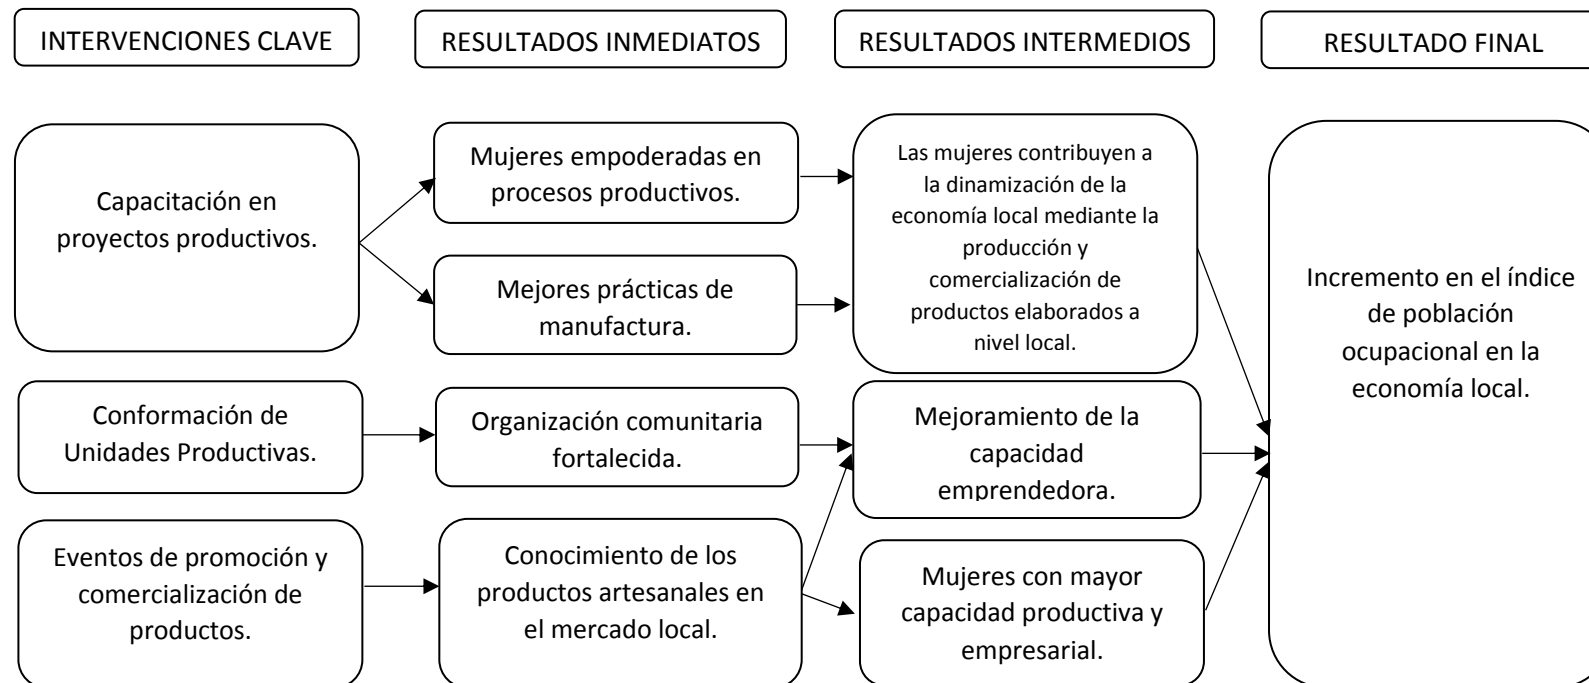 INTERVENCIONES CLAVE
RESULTADOS INMEDIATOS
RESULTADOS INTERMEDIOS
RESULTADO FINAL
Capacitación en
proyectos productivos.
Mujeres empoderadas en
procesos productivos.
Mejores prácticas de
manufactura.
Las mujeres contribuyen a
la dinamización de la
economía local mediante la
producción y
comercialización de
productos elaborados a
nivel local.
Incremento en el índice
de población
ocupacional en la
economía local.
Conformación de
Unidades Productivas.
Organización comunitaria
fortalecida.
Mejoramiento de la
capacidad
emprendedora.
Eventos de promoción y
comercialización de
productos.
Conocimiento de los
productos artesanales en
el mercado local.
Mujeres con mayor
capacidad productiva y
empresarial.